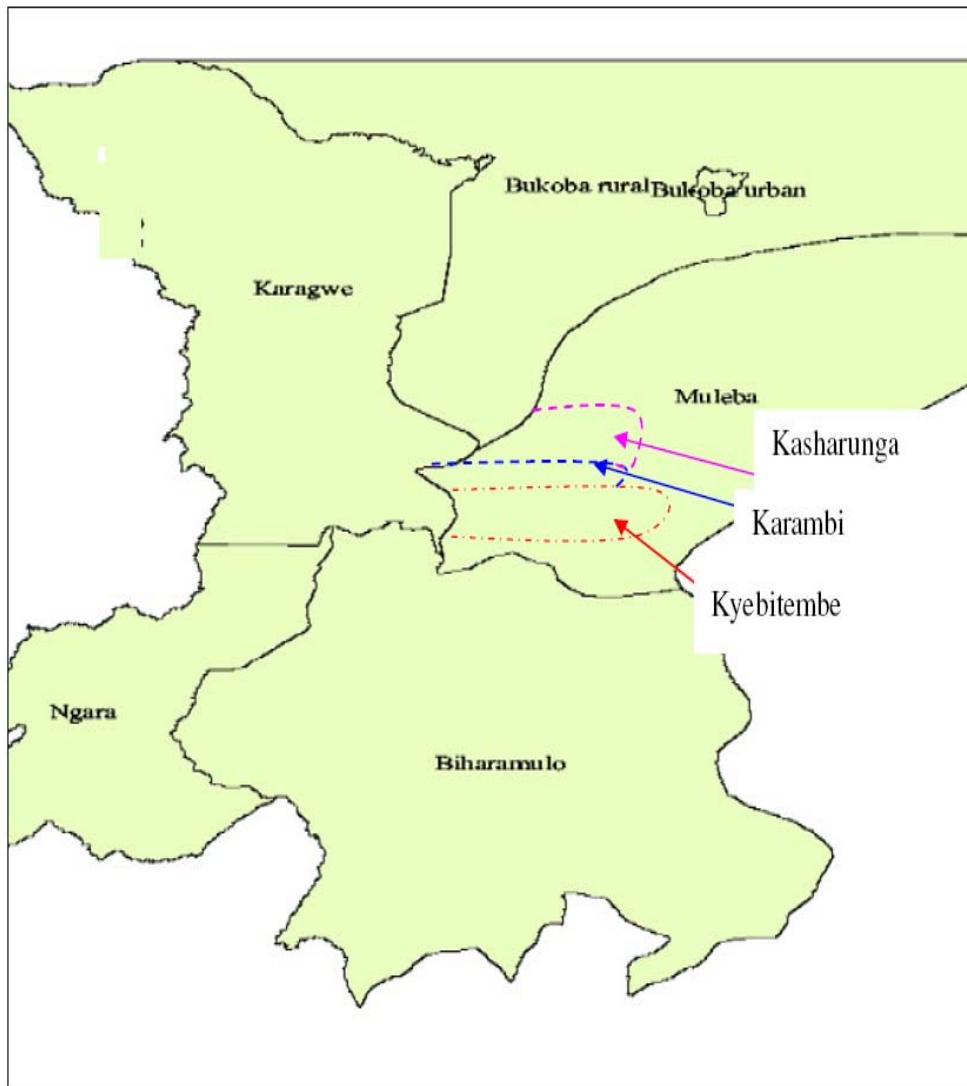 Bukoba rural
Bukoba urban
Karagwe
Muleba
Kasharunga
Karambi
Kyebitembe
Ngara
Biharamulo